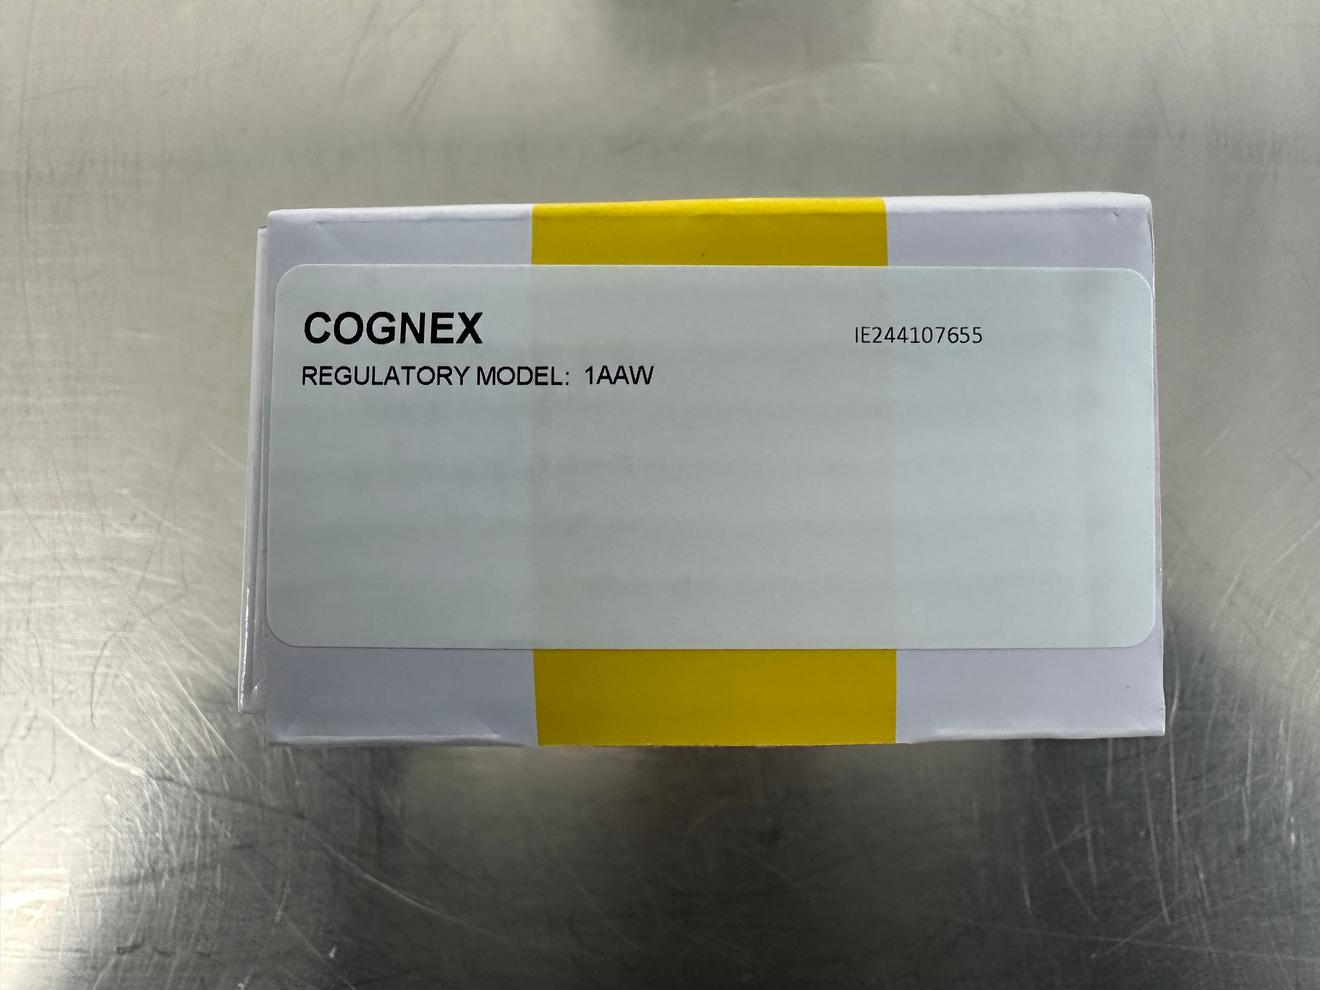 COGNEX IE244107655
REGULATORY MODEL: 1AAW